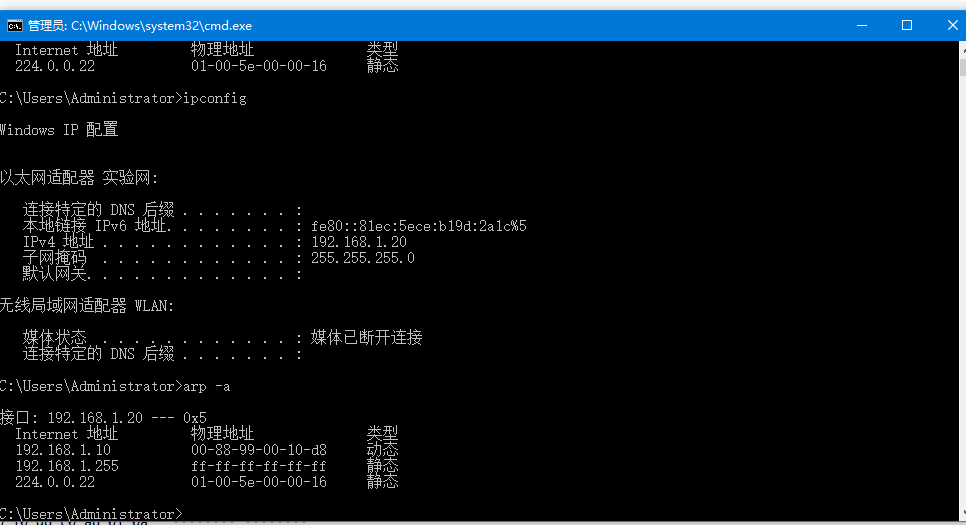 管理员: C:\Windows\system32\cmd.exe
Internet 地址 物理地址 类型
224.0.0.22 01-00-5e-00-00-16 静态
C:\Users\Administrator>ipconfig
Windows IP 配置
以太网适配器 实验网:
连接特定的 DNS 后缀 . . . . . . . :
本地链接 IPv6 地址. . . . . . . . : fe80::81ec:5ece:b19d:2a1c%5
IPv4 地址 . . . . . . . . . . . . : 192.168.1.20
子网掩码 . . . . . . . . . . . . : 255.255.255.0
默认网关. . . . . . . . . . . . . :
无线局域网适配器 WLAN:
媒体状态 . . . . . . . . . . . . : 媒体已断开连接
连接特定的 DNS 后缀 . . . . . . . :
C:\Users\Administrator>arp -a
接口: 192.168.1.20 --- 0x5
Internet 地址 物理地址 类型
192.168.1.10 00-88-99-00-10-d8 动态
192.168.1.255 ff-ff-ff-ff-ff-ff 静态
224.0.0.22 01-00-5e-00-00-16 静态
C:\Users\Administrator>